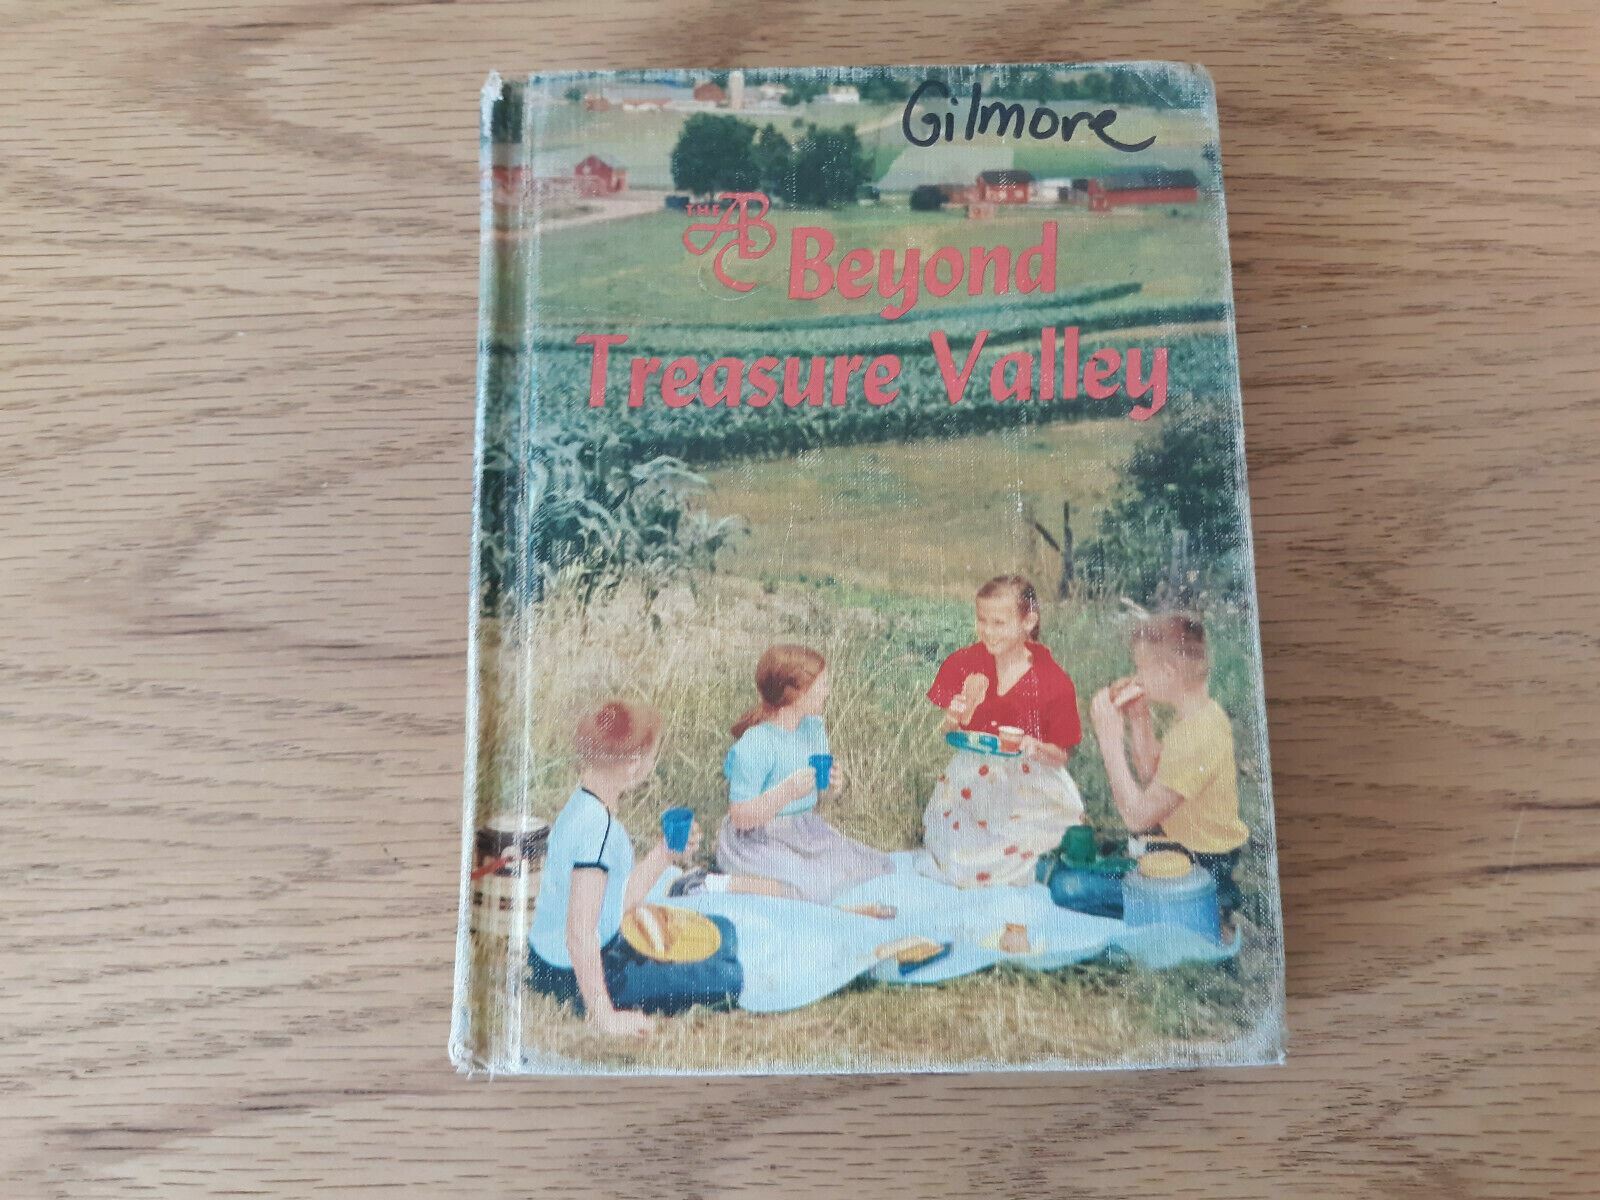 Gilmore
THE ABC Beyond
Treasure Valley